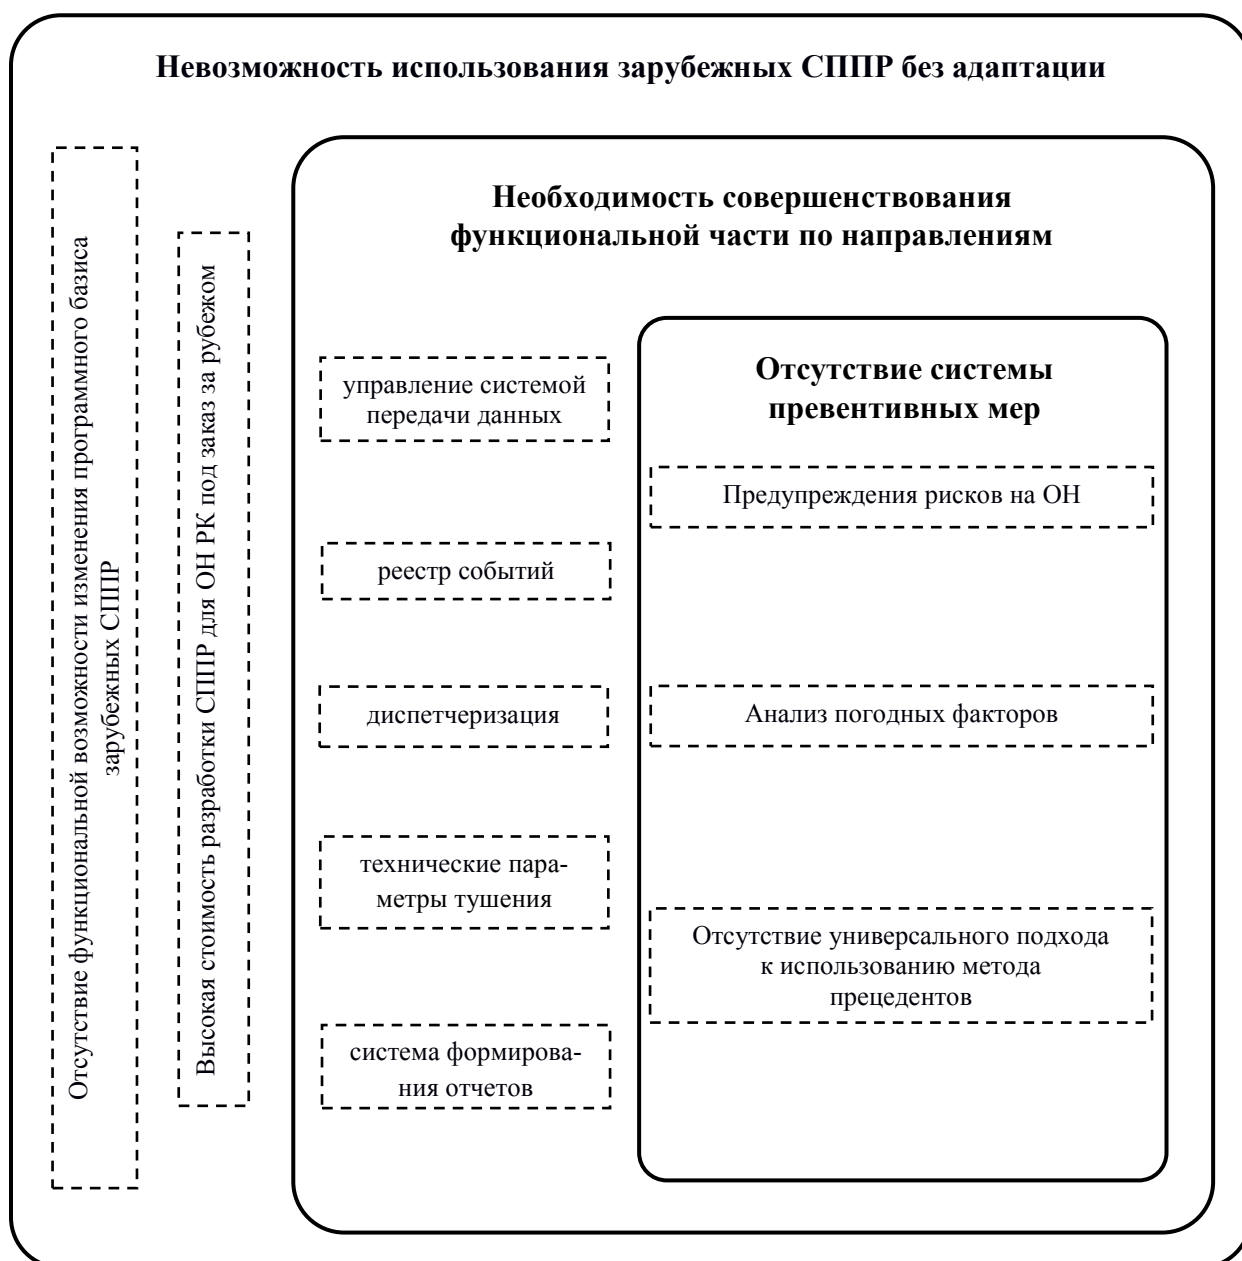 Невозможность использования зарубежных СППР без адаптации
Отсутствие функциональной возможности изменения программного базиса
зарубежных СППР
Высокая стоимость разработки СППР для ОН РК под заказ за рубежом
Необходимость совершенствования
функциональной части по направлениям
управление системой
передачи данных
реестр событий
диспетчеризация
технические пара-
метры тушения
система формирова-
ния отчетов
Отсутствие системы
превентивных мер
Предупреждения рисков на ОН
Анализ погодных факторов
Отсутствие универсального подхода
к использованию метода
прецедентов